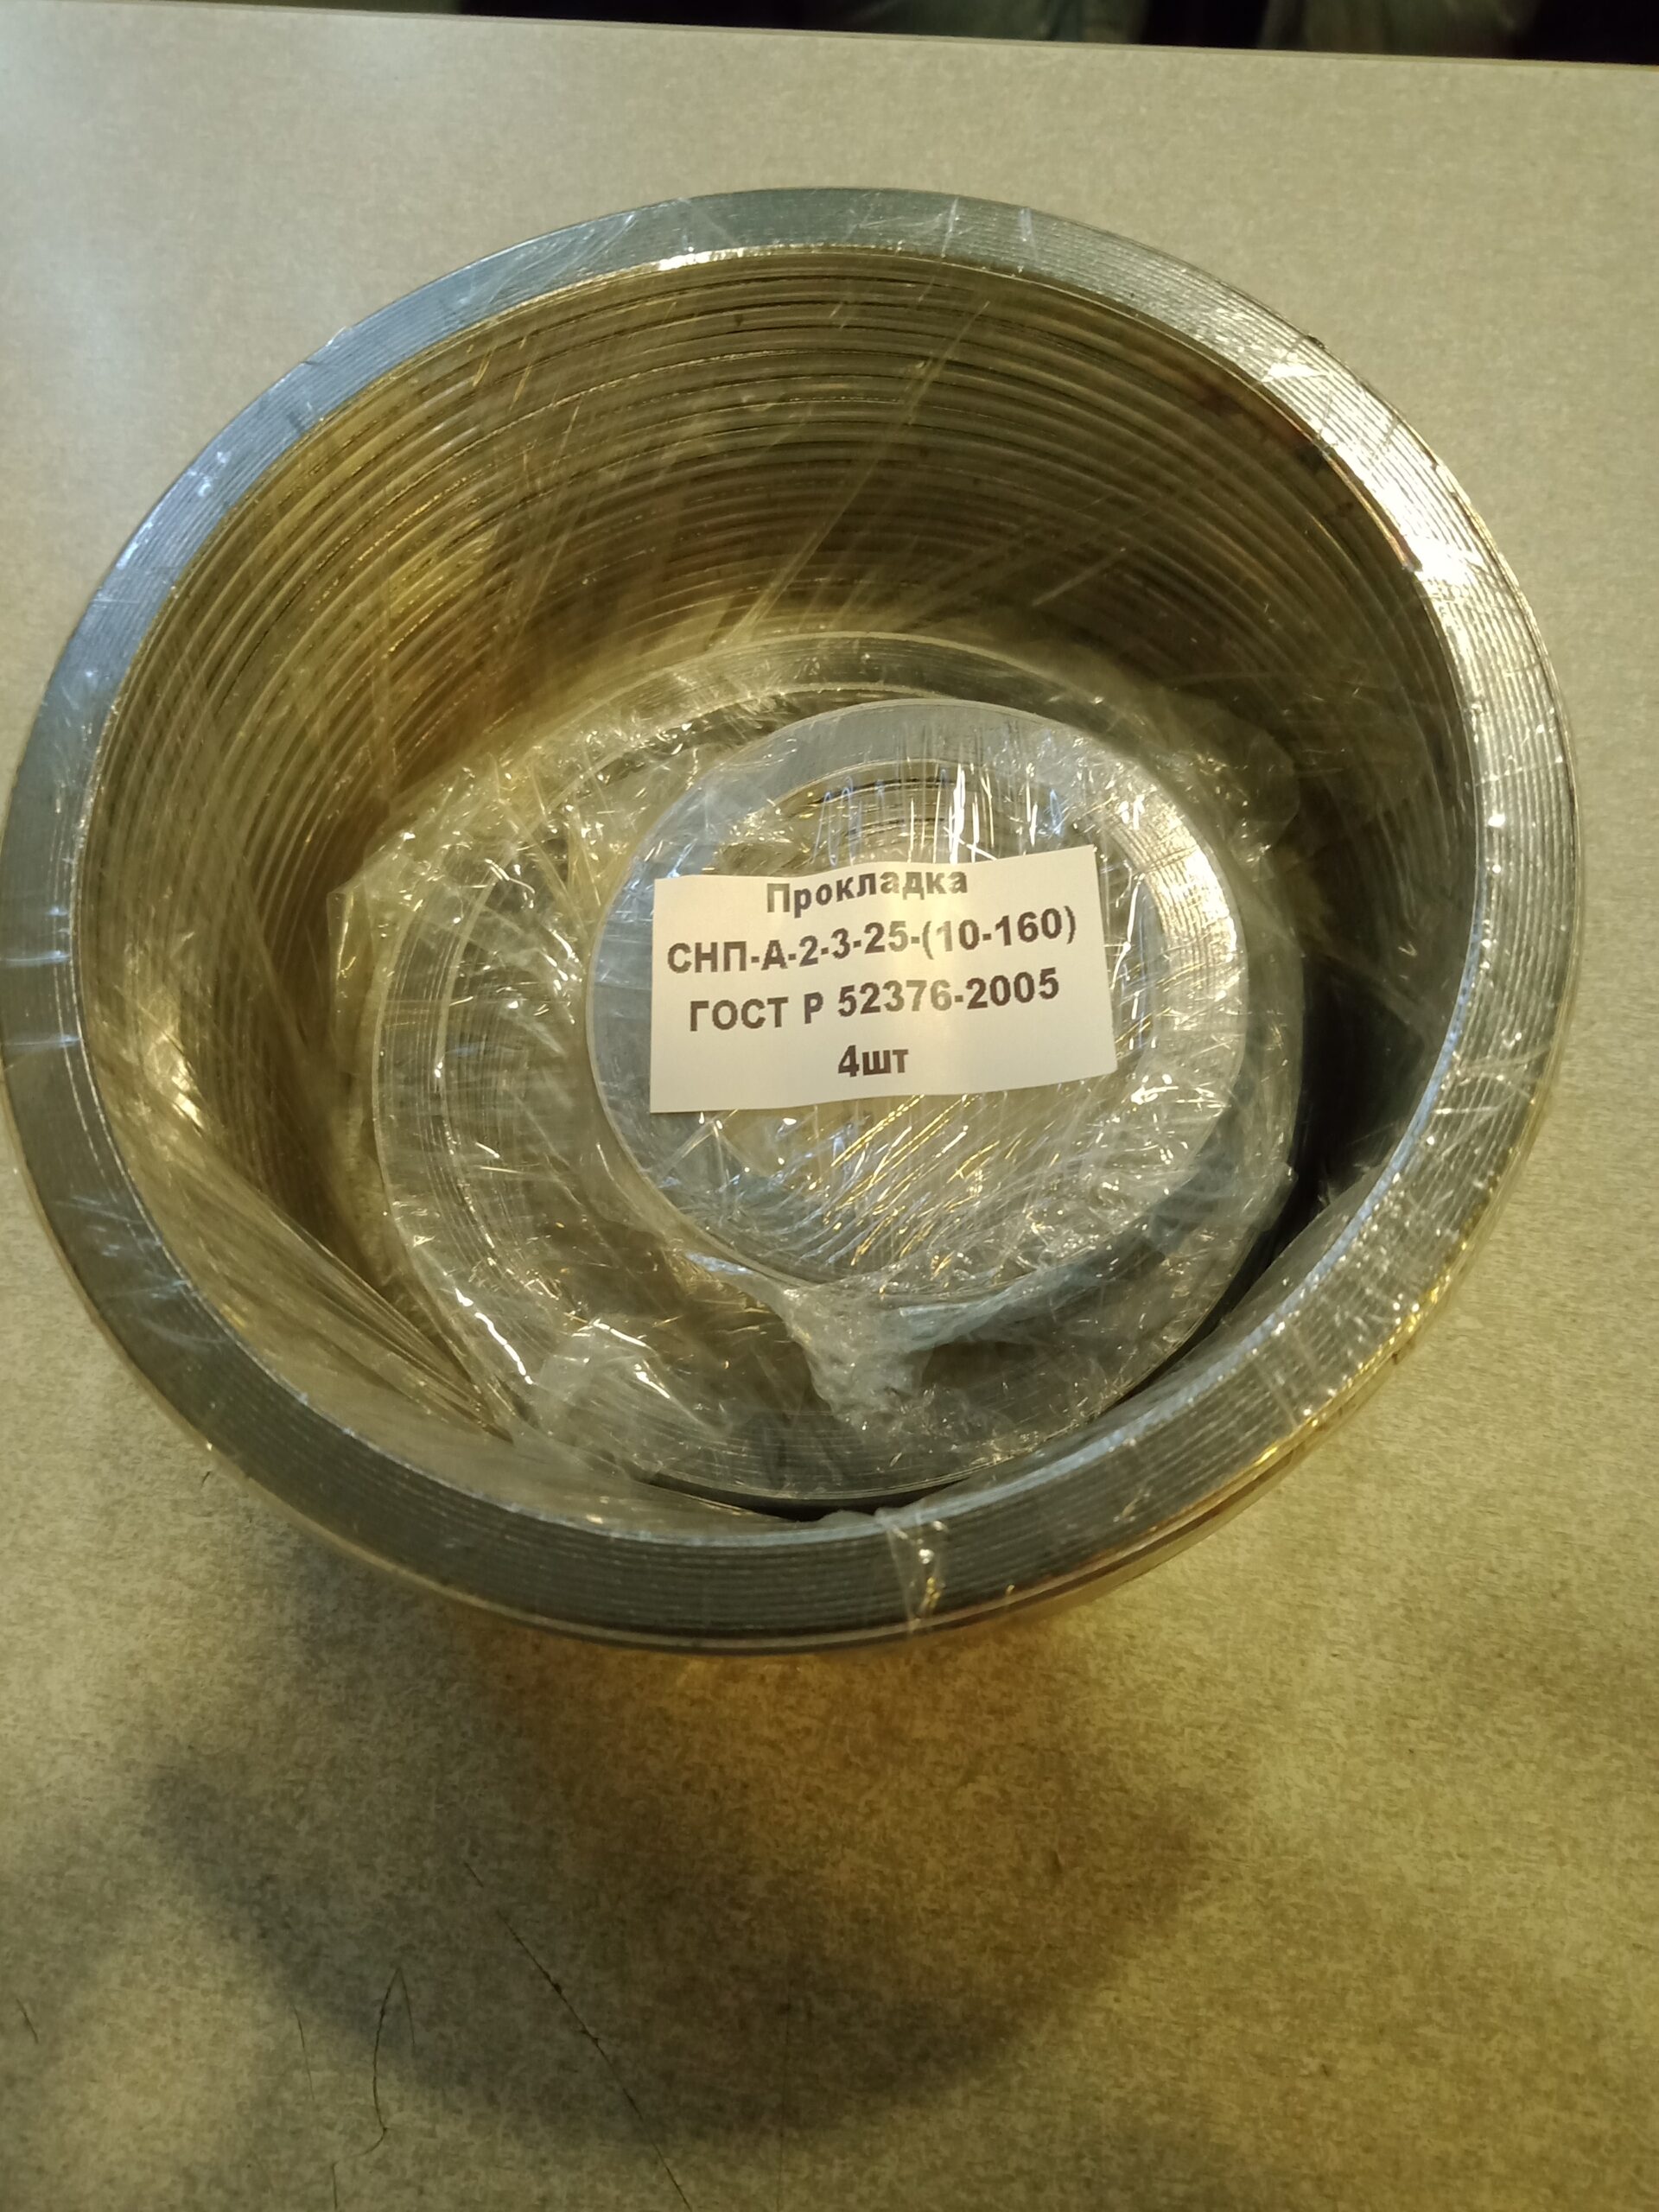 Прокладка
СНП-А-2-3-25-(10-160)
ГОСТ Р 52376-2005
4шт